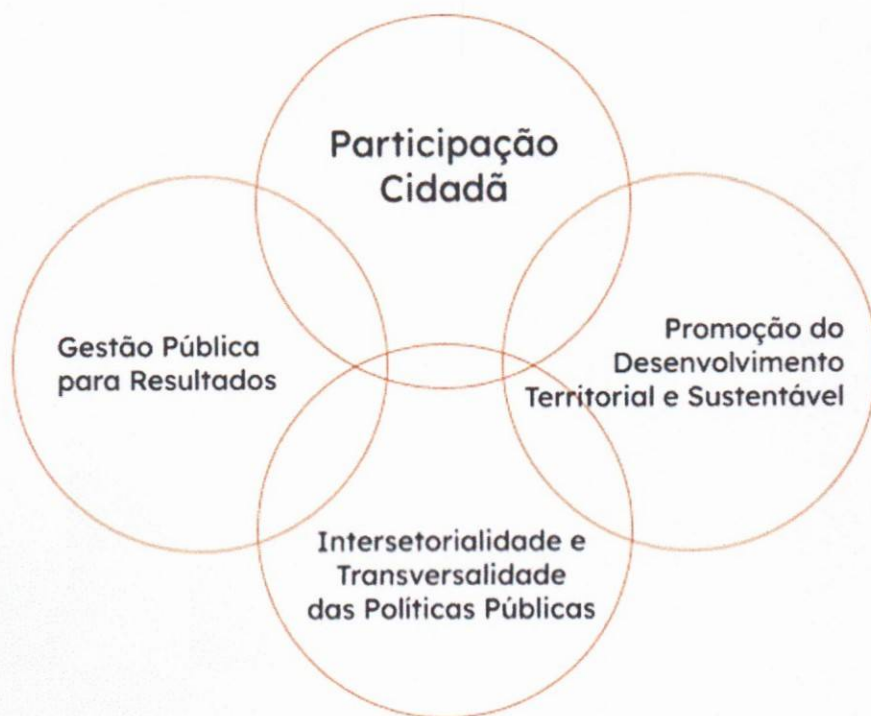 Participação
Cidadã
Gestão Pública
para Resultados
Promoção do
Desenvolvimento
Territorial e Sustentável
Intersetorialidade e
Transversalidade
das Políticas Públicas